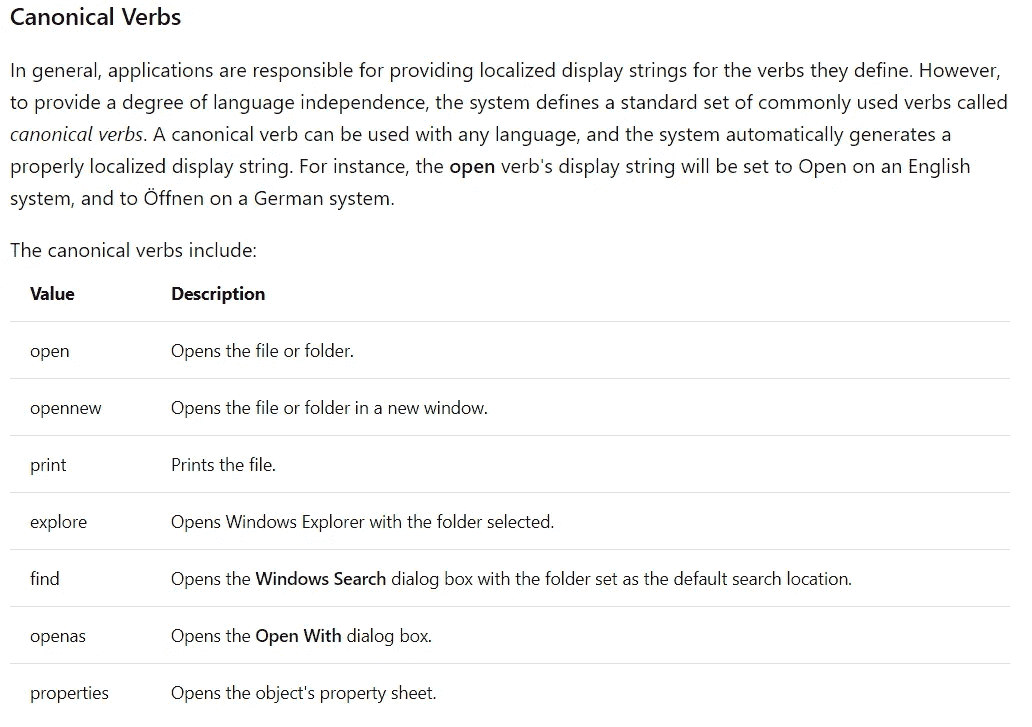 Canonical Verbs
In general, applications are responsible for providing localized display strings for the verbs they define. However,
to provide a degree of language independence, the system defines a standard set of commonly used verbs called
canonical verbs. A canonical verb can be used with any language, and the system automatically generates a
properly localized display string. For instance, the open verb's display string will be set to Open on an English
system, and to Öffnen on a German system.
The canonical verbs include:
Value Description
open Opens the file or folder.
opennew Opens the file or folder in a new window.
print Prints the file.
explore Opens Windows Explorer with the folder selected.
find Opens the Windows Search dialog box with the folder set as the default search location.
openas Opens the Open With dialog box.
properties Opens the object's property sheet.